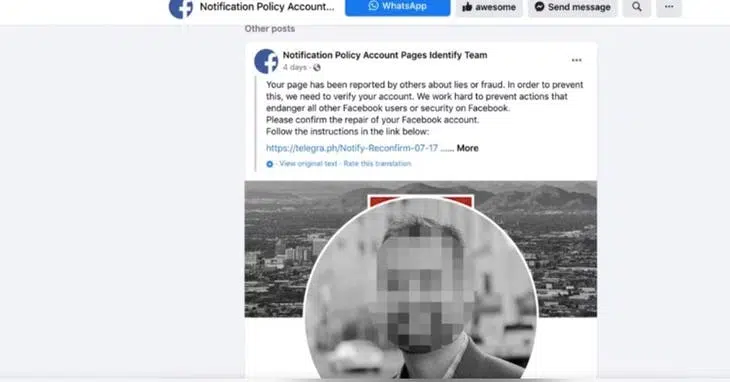 Notification Policy Account...
WhatsApp
awesome
Send message
Other posts
Notification Policy Account Pages Identify Team
4 days
Your page has been reported by others about lies or fraud. In order to prevent
this, we need to verify your account. We work hard to prevent actions that
endanger all other Facebook users or security on Facebook.
Please confirm the repair of your Facebook account.
Follow the instructions in the link below:
https://telegra.ph/Notify-Reconfirm-07-17 ...... More
View original text · Rate this translation